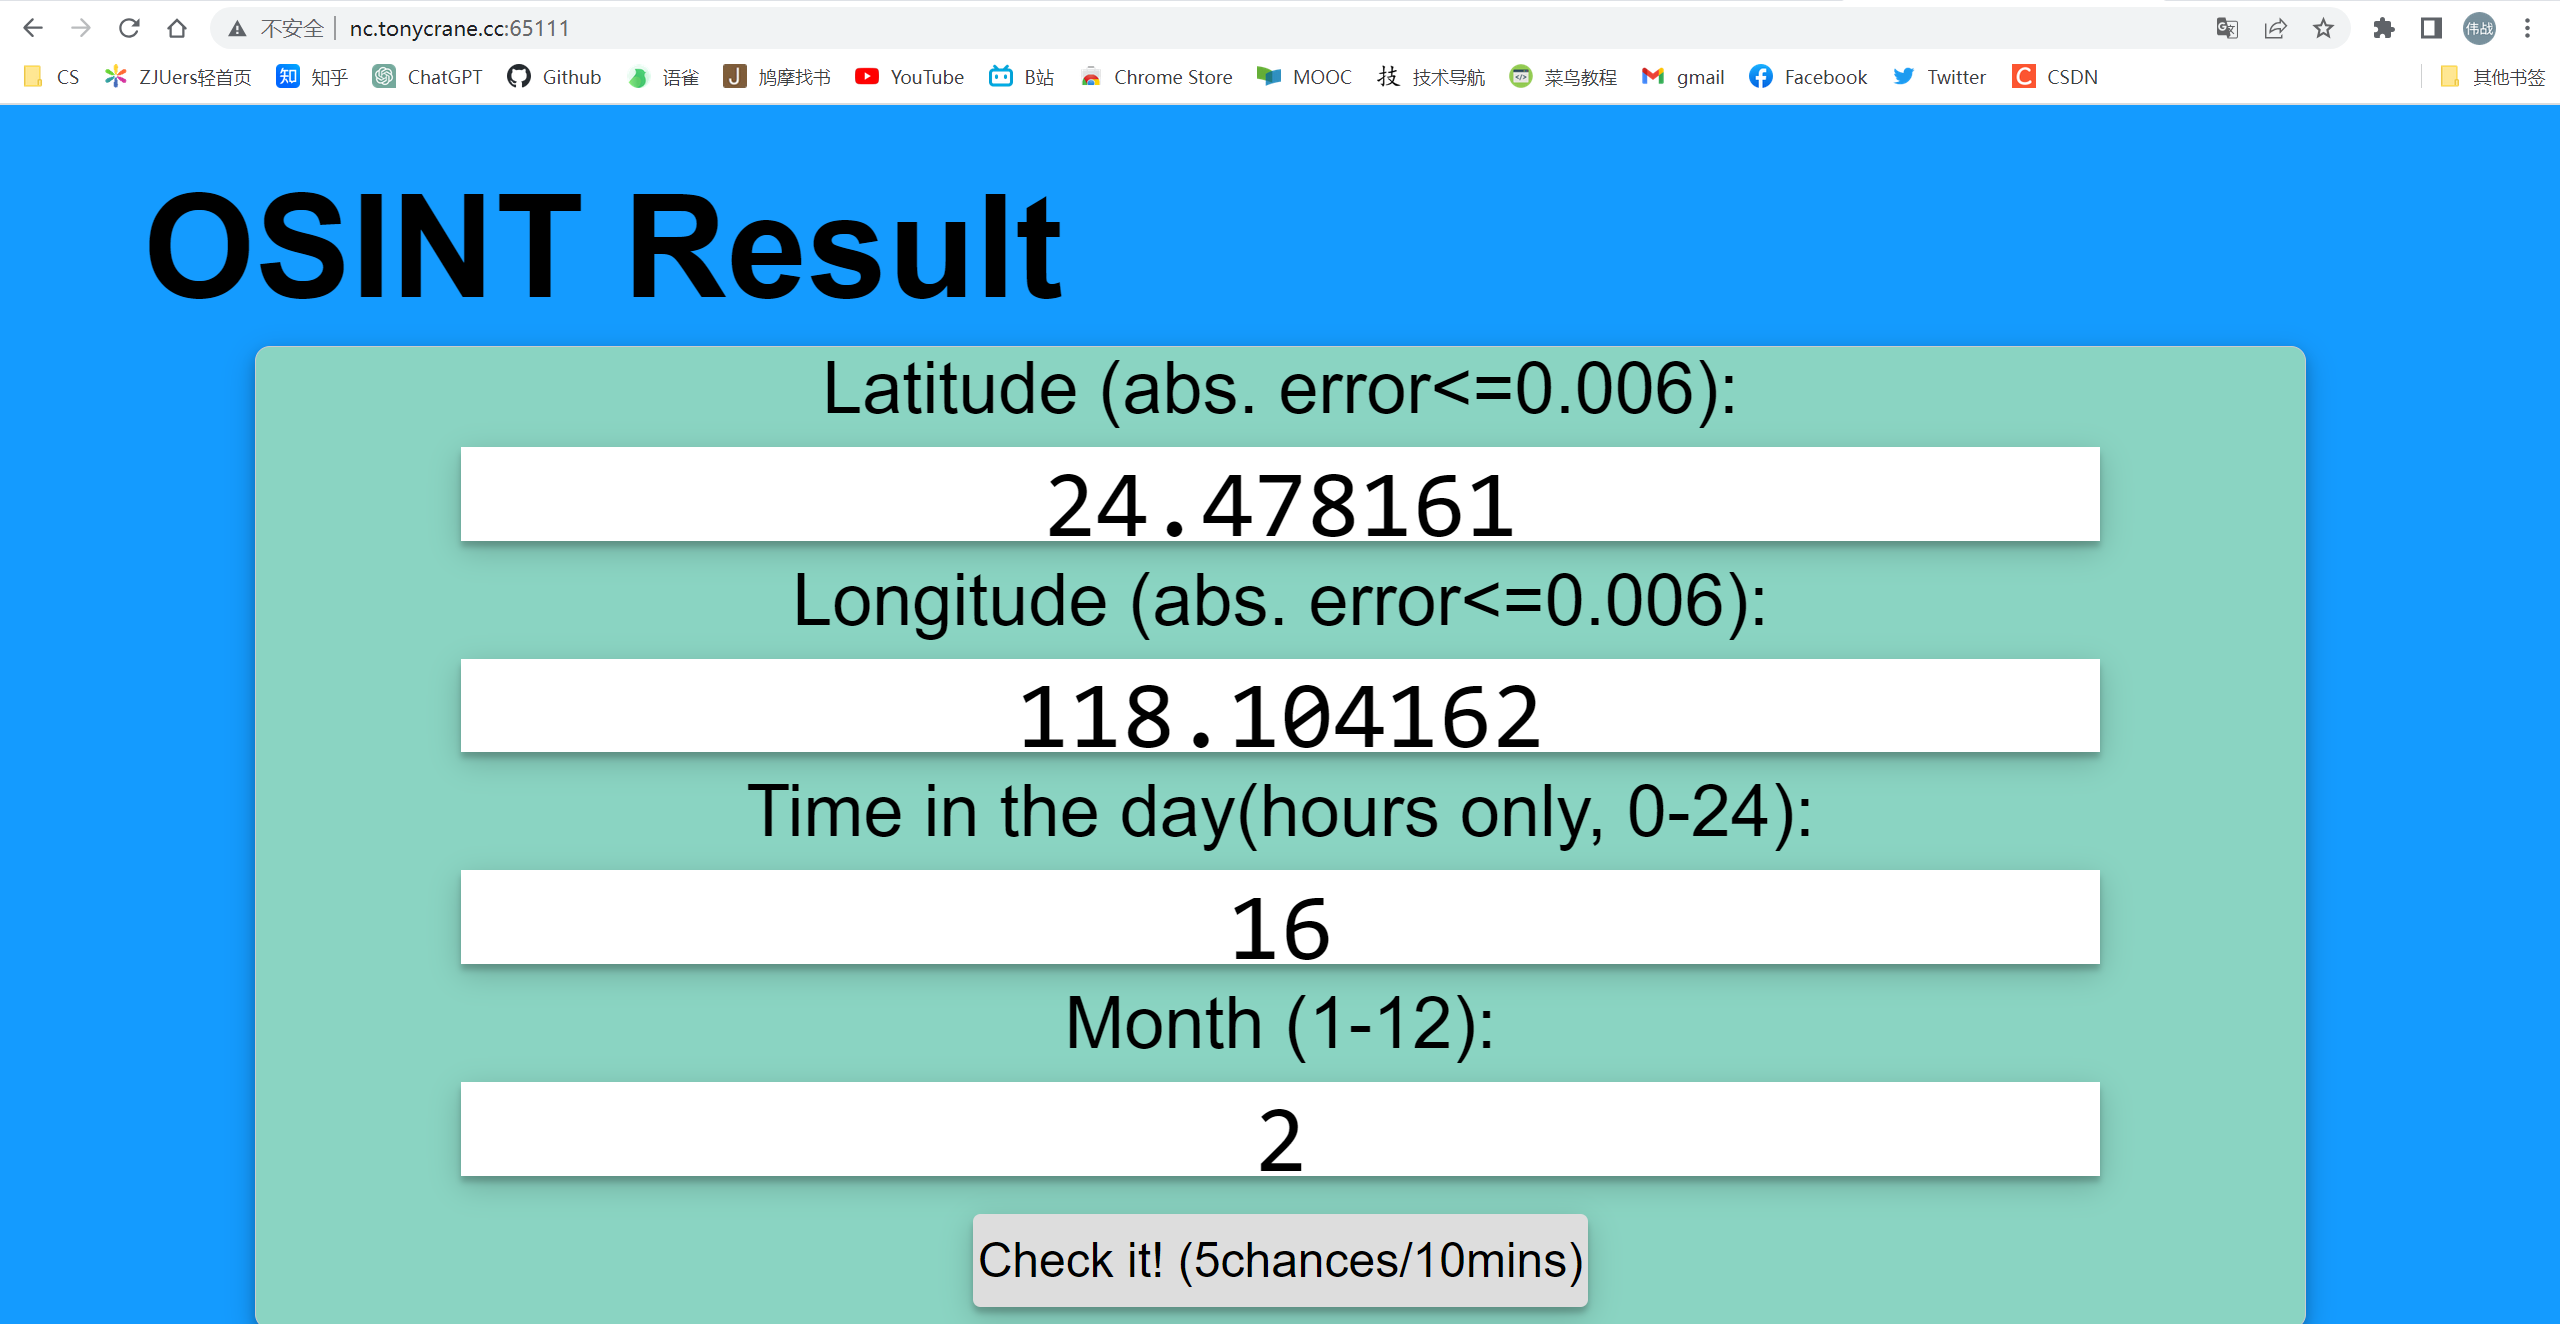 不安全 nc.tonycrane.cc:65111 伟战
CS ZJUers轻首页 知乎 ChatGPT Github 语雀 鸠摩找书 YouTube B站 Chrome Store MOOC 技术导航 菜鸟教程 gmail Facebook Twitter CSDN 其他书签
OSINT Result
Latitude (abs. error<=0.006):
24.478161
Longitude (abs. error<=0.006):
118.104162
Time in the day(hours only, 0-24):
16
Month (1-12):
2
Check it! (5chances/10mins)